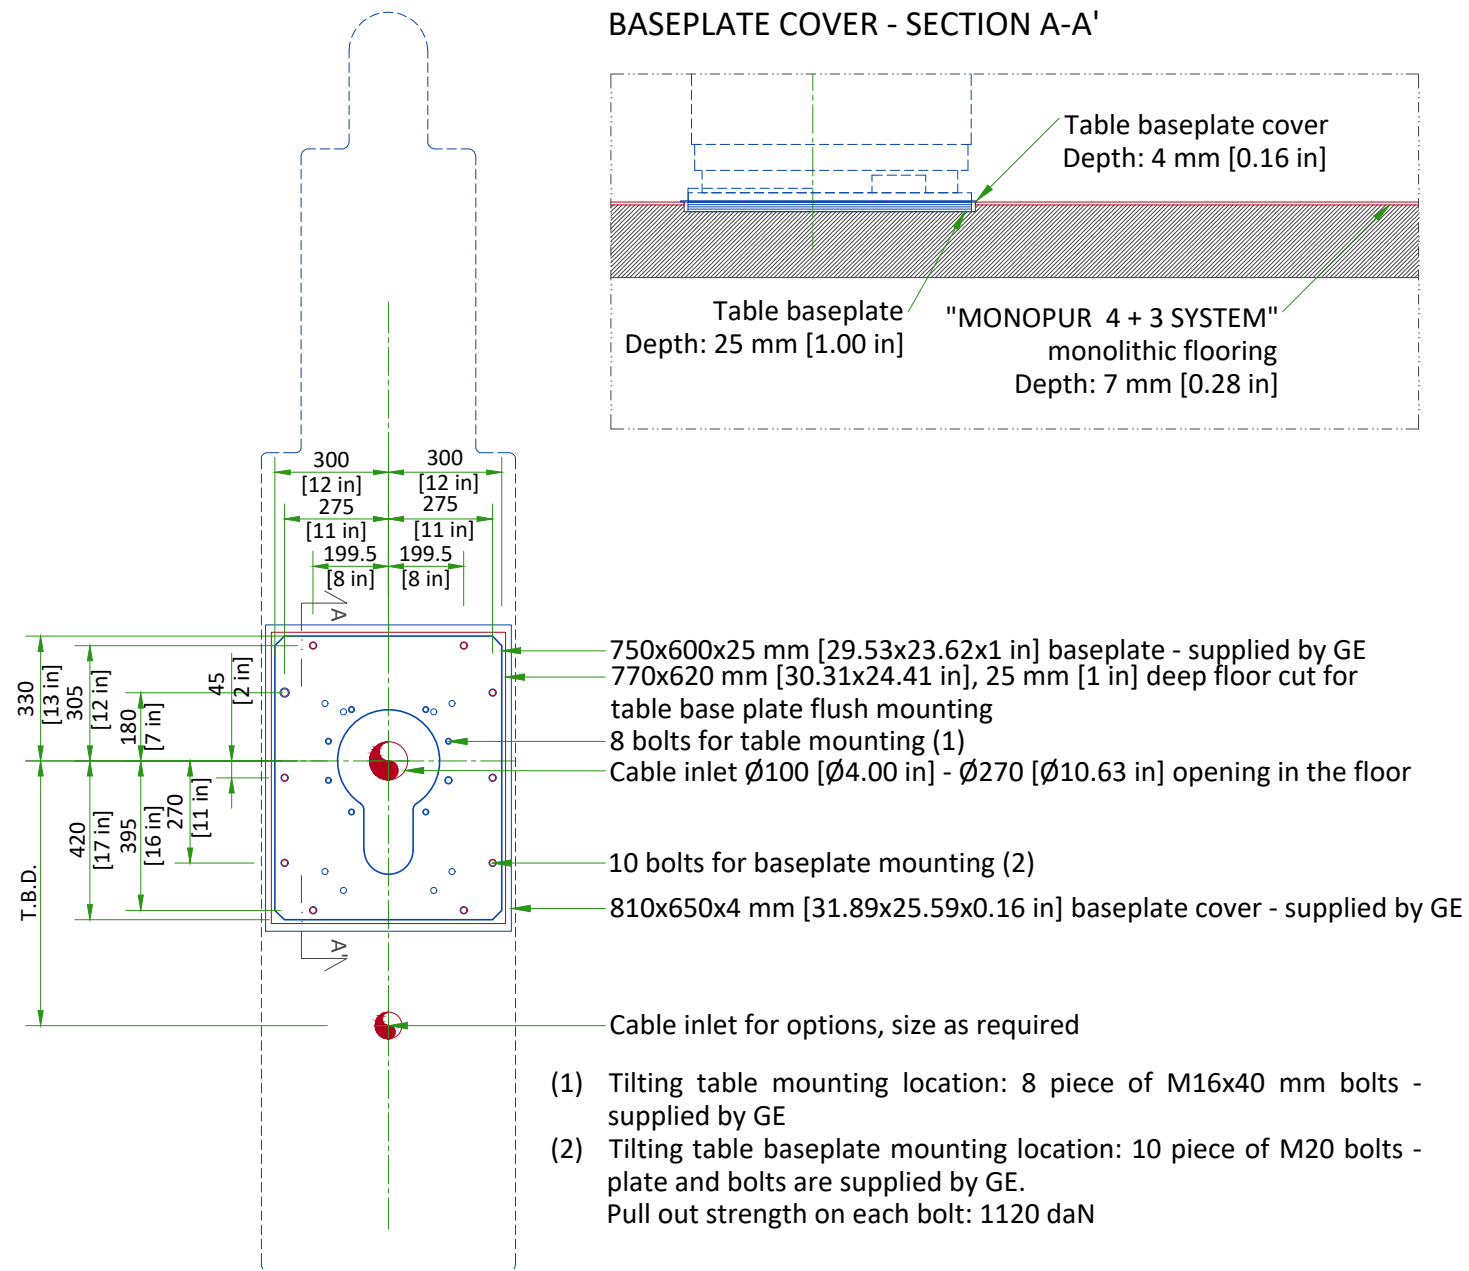 BASEPLATE COVER - SECTION A-A'
Table baseplate cover
Depth: 4 mm [0.16 in]
Table baseplate
Depth: 25 mm [1.00 in]
"MONOPUR 4 + 3 SYSTEM"
monolithic flooring
Depth: 7 mm [0.28 in]
300
[12 in]
300
[12 in]
275
[11 in]
275
[11 in]
199.5
[8 in]
199.5
[8 in]
A
330
[13 in]
305
[12 in]
180
[7 in]
45
[2 in]
420
[17 in]
395
[16 in]
270
[11 in]
T.B.D.
A'
750x600x25 mm [29.53x23.62x1 in] baseplate - supplied by GE
770x620 mm [30.31x24.41 in], 25 mm [1 in] deep floor cut for
table base plate flush mounting
8 bolts for table mounting (1)
Cable inlet Ø100 [Ø4.00 in] - Ø270 [Ø10.63 in] opening in the floor
10 bolts for baseplate mounting (2)
810x650x4 mm [31.89x25.59x0.16 in] baseplate cover - supplied by GE
Cable inlet for options, size as required
(1) Tilting table mounting location: 8 piece of M16x40 mm bolts -
supplied by GE
(2) Tilting table baseplate mounting location: 10 piece of M20 bolts -
plate and bolts are supplied by GE.
Pull out strength on each bolt: 1120 daN